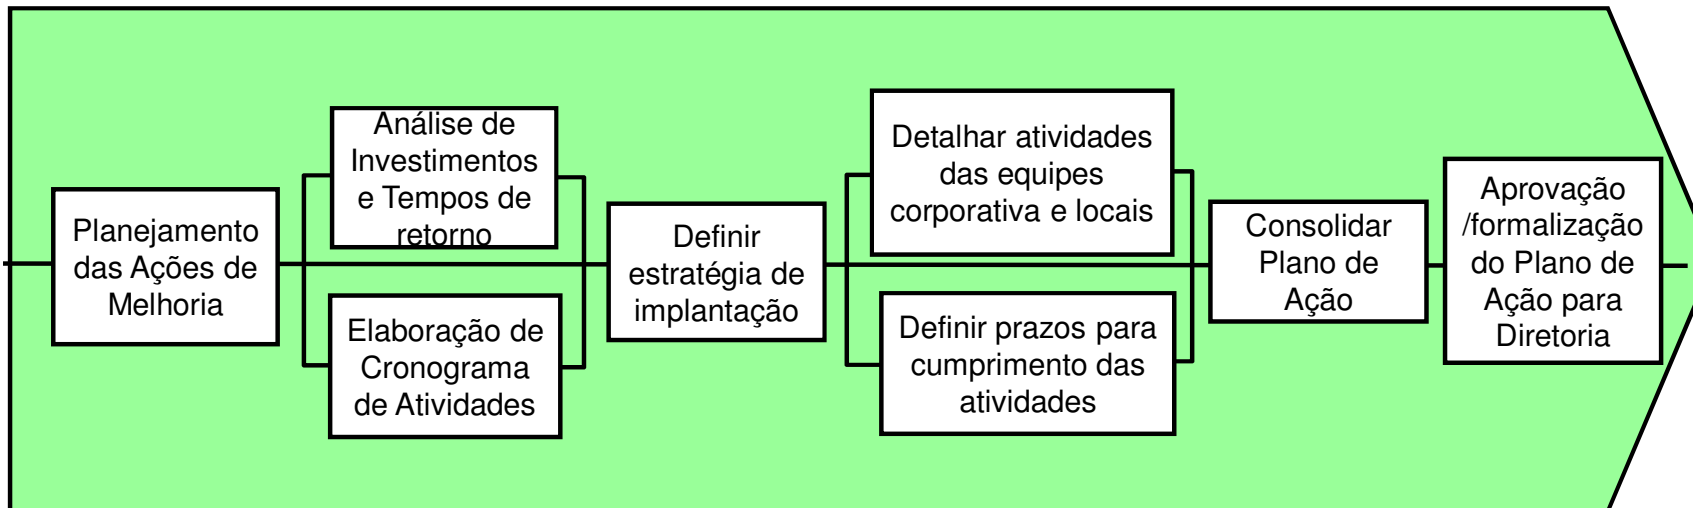 Planejamento
das Ações de
Melhoria
Análise de
Investimentos
e Tempos de
retorno
Elaboração de
Cronograma
de Atividades
Definir
estratégia de
implantação
Detalhar atividades
das equipes
corporativa e locais
Definir prazos para
cumprimento das
atividades
Consolidar
Plano de
Ação
Aprovação
/formalização
do Plano de
Ação para
Diretoria